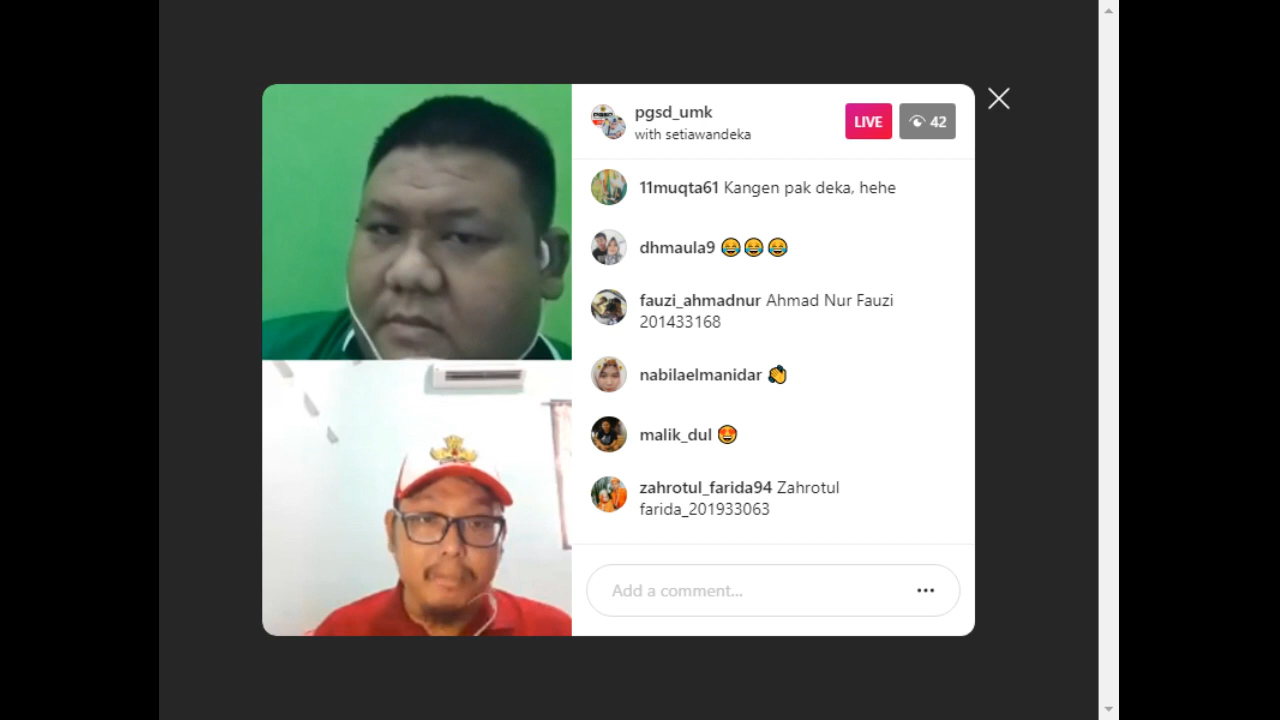 pgsd_umk
with setiawandeka
LIVE
42
11muqta61 Kangen pak deka, hehe
dhmaula9 😂😂😂
fauzi_ahmadnur Ahmad Nur Fauzi
201433168
nabilaelmanidar 👏
malik_dul 😍
zahrotul_farida94 Zahrotul
farida_201933063
Add a comment...